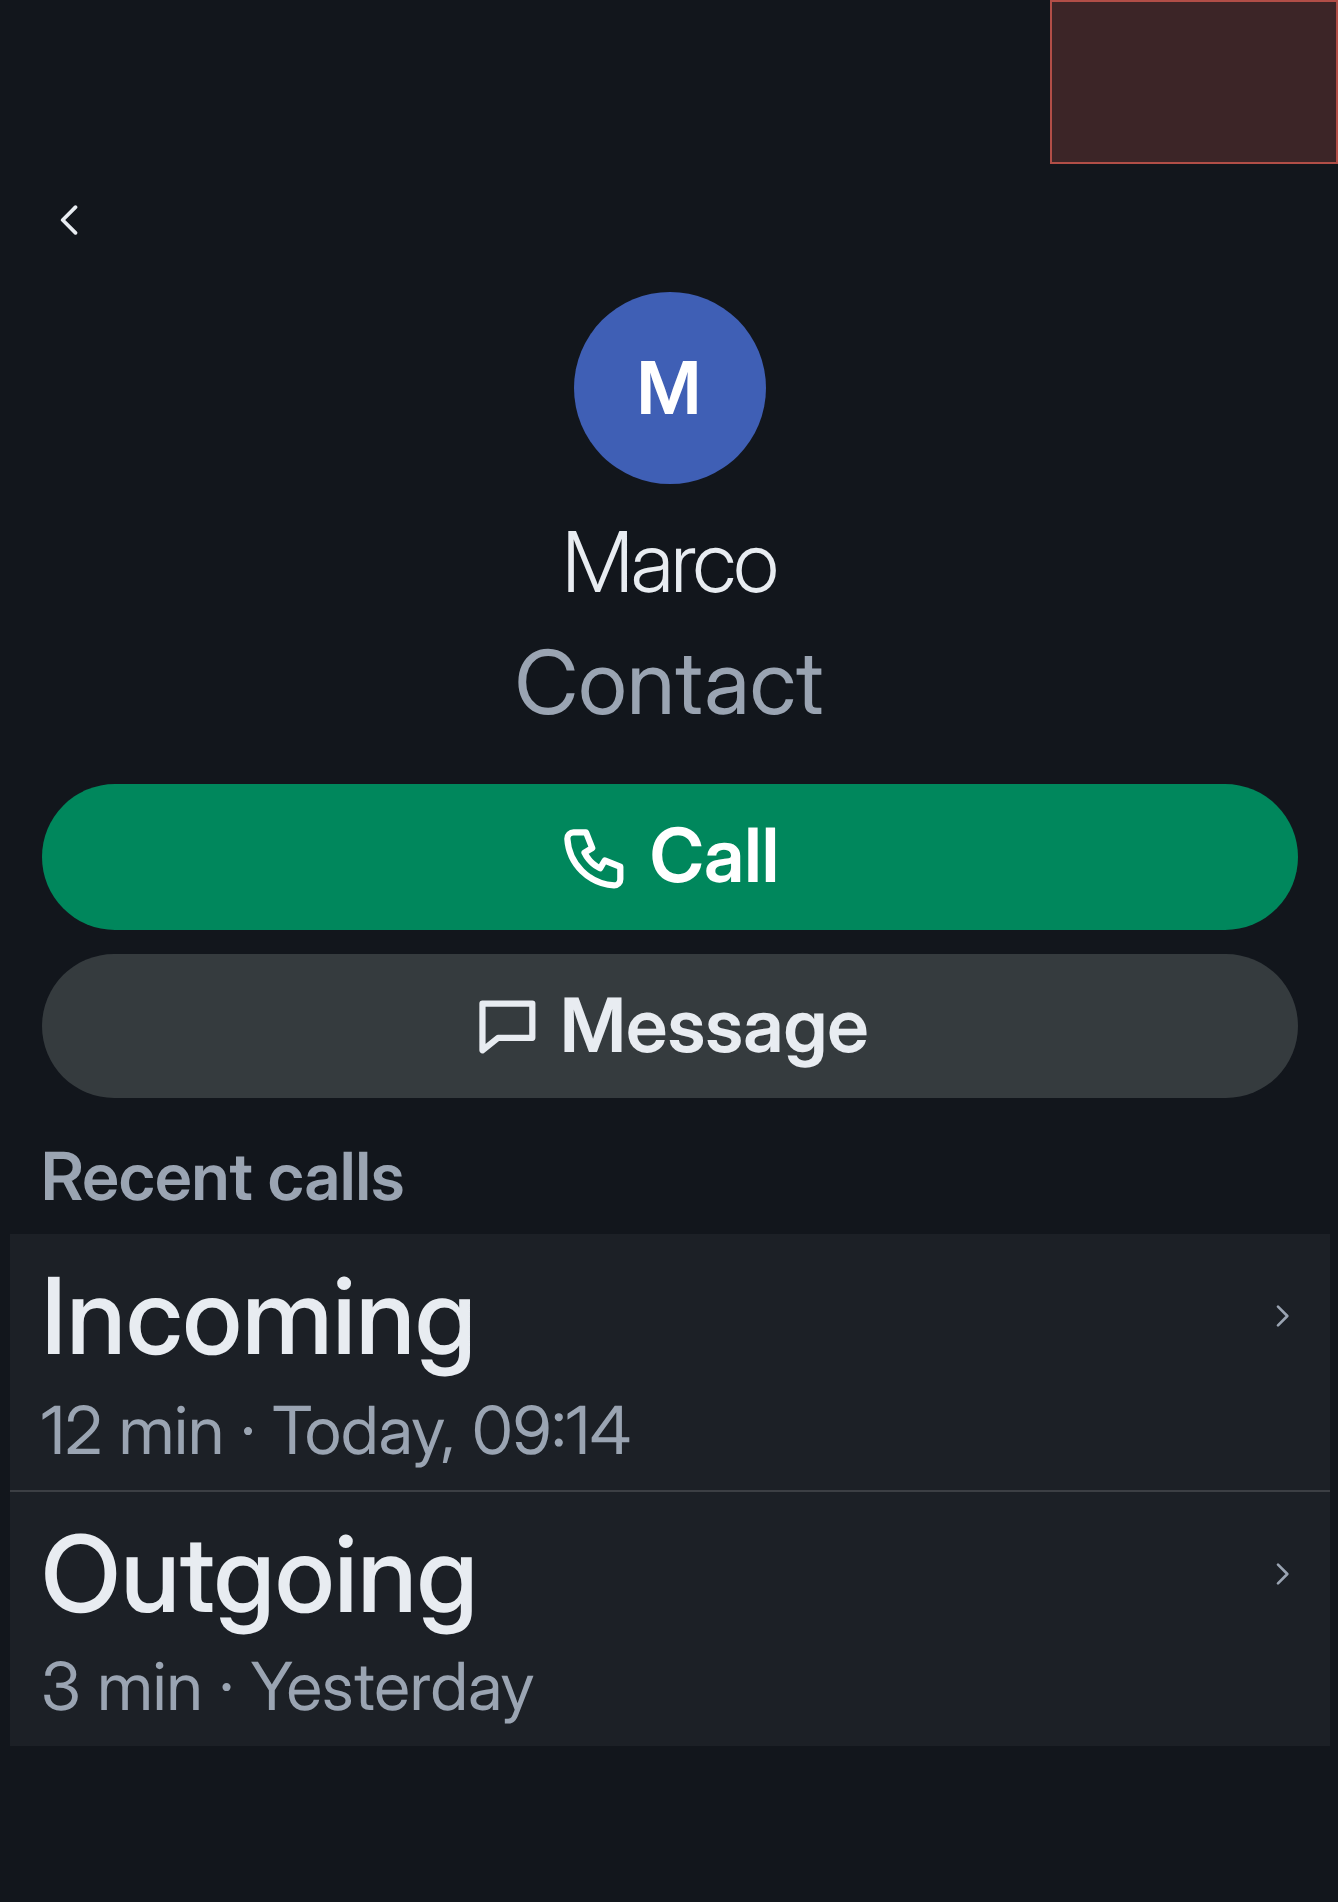 M
Marco
Contact
Call
Message
Recent calls
Incoming
12 min · Today, 09:14
Outgoing
3 min · Yesterday